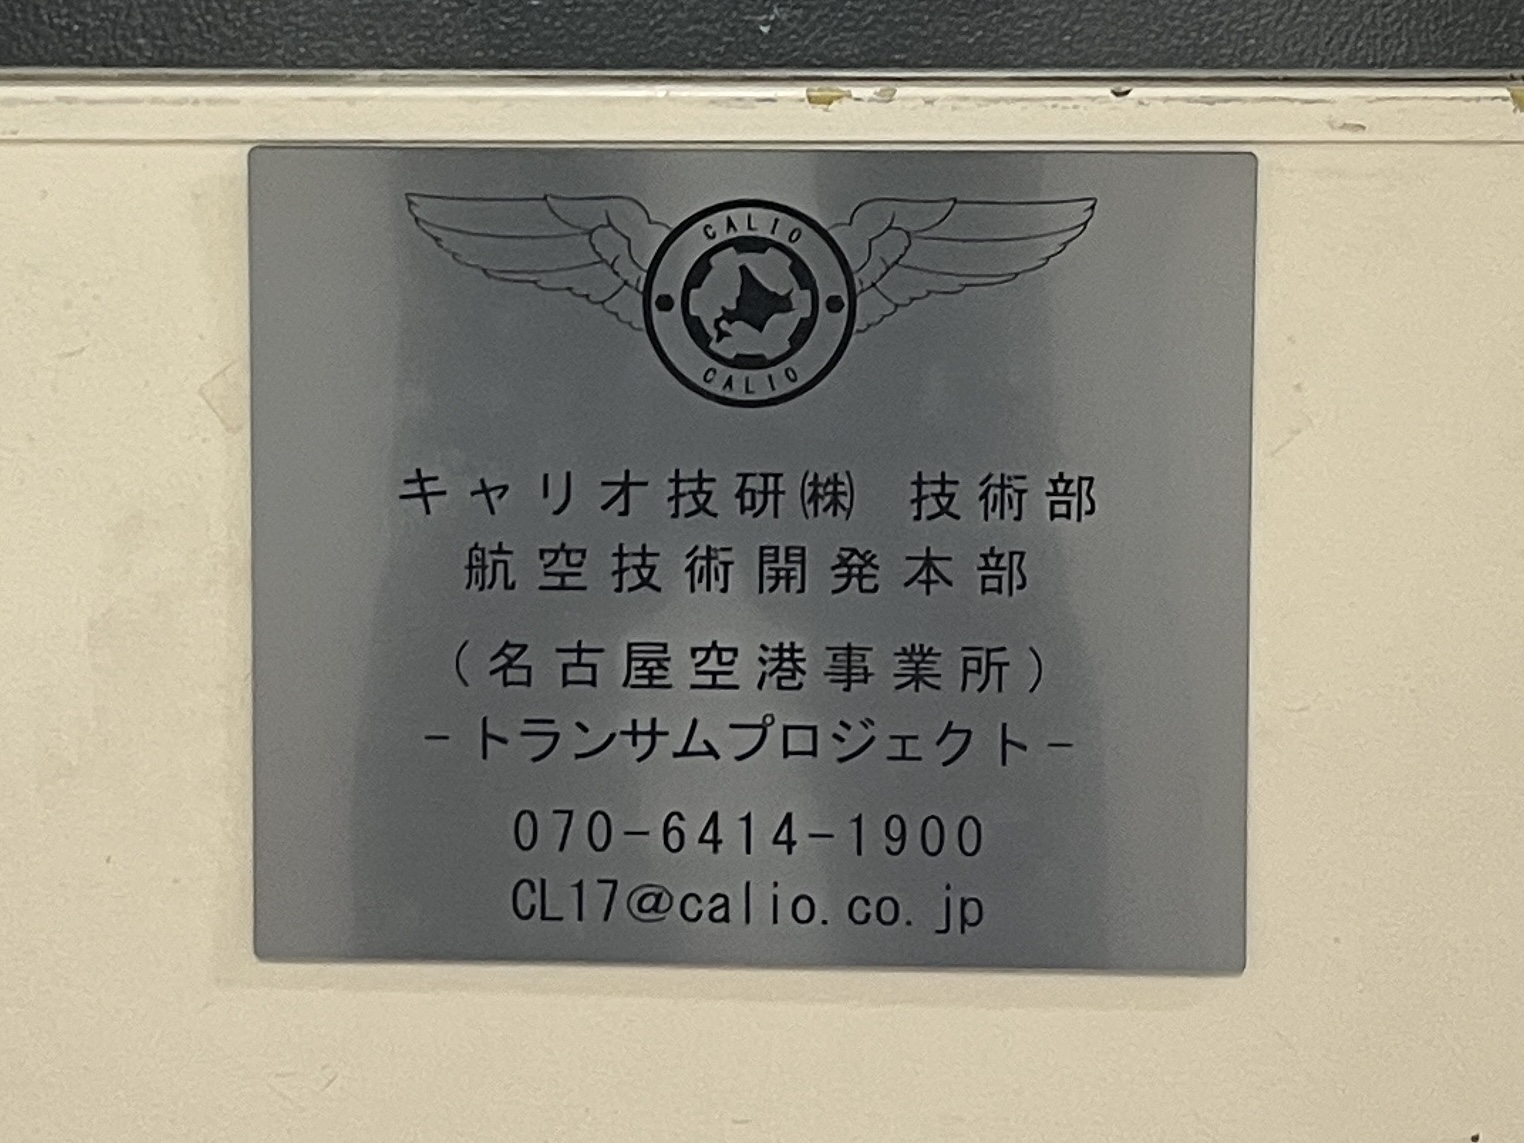 CALIO
CALIO
キャリオ技研㈱ 技術部
航空技術開発本部
(名古屋空港事業所)
-トランサムプロジェクト-
070-6414-1900
CL17@calio.co.jp